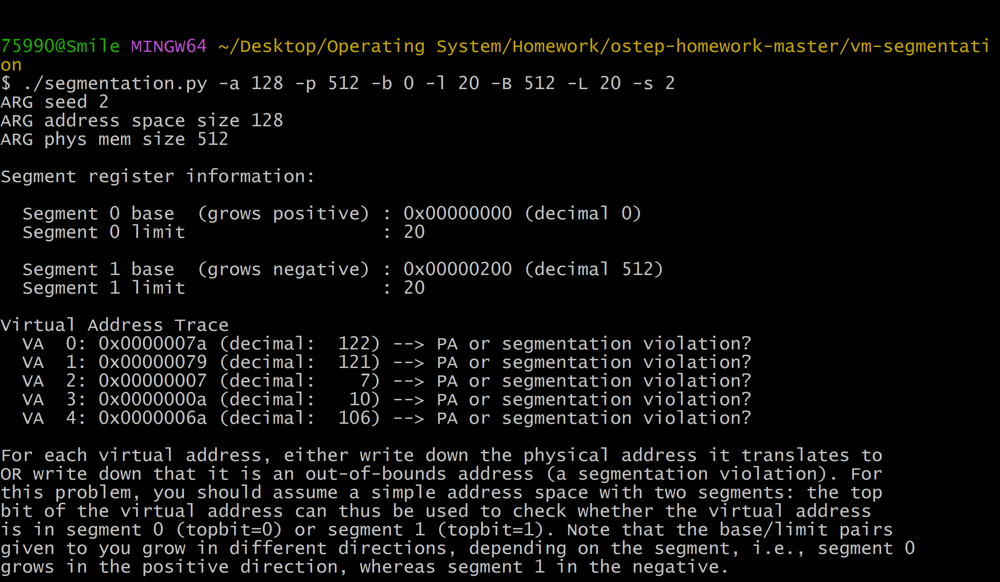 75990@Smile MINGW64 ~/Desktop/Operating System/Homework/ostep-homework-master/vm-segmentati
on
$ ./segmentation.py -a 128 -p 512 -b 0 -l 20 -B 512 -L 20 -s 2
ARG seed 2
ARG address space size 128
ARG phys mem size 512

Segment register information:

  Segment 0 base  (grows positive) : 0x00000000 (decimal 0)
  Segment 0 limit                  : 20

  Segment 1 base  (grows negative) : 0x00000200 (decimal 512)
  Segment 1 limit                  : 20

Virtual Address Trace
  VA  0: 0x0000007a (decimal:  122) --> PA or segmentation violation?
  VA  1: 0x00000079 (decimal:  121) --> PA or segmentation violation?
  VA  2: 0x00000007 (decimal:    7) --> PA or segmentation violation?
  VA  3: 0x0000000a (decimal:   10) --> PA or segmentation violation?
  VA  4: 0x0000006a (decimal:  106) --> PA or segmentation violation?

For each virtual address, either write down the physical address it translates to
OR write down that it is an out-of-bounds address (a segmentation violation). For
this problem, you should assume a simple address space with two segments: the top
bit of the virtual address can thus be used to check whether the virtual address
is in segment 0 (topbit=0) or segment 1 (topbit=1). Note that the base/limit pairs
given to you grow in different directions, depending on the segment, i.e., segment 0
grows in the positive direction, whereas segment 1 in the negative.